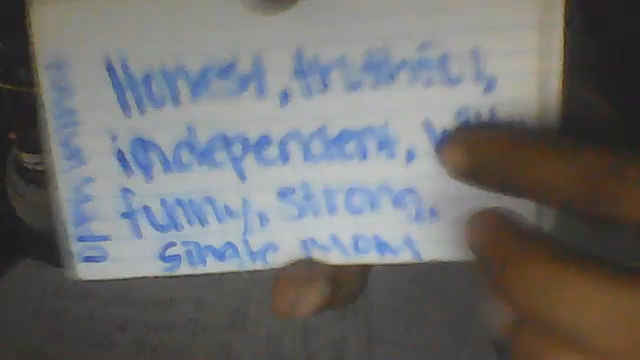 Honest, truthful,
independent,
funny, strong,
single mom